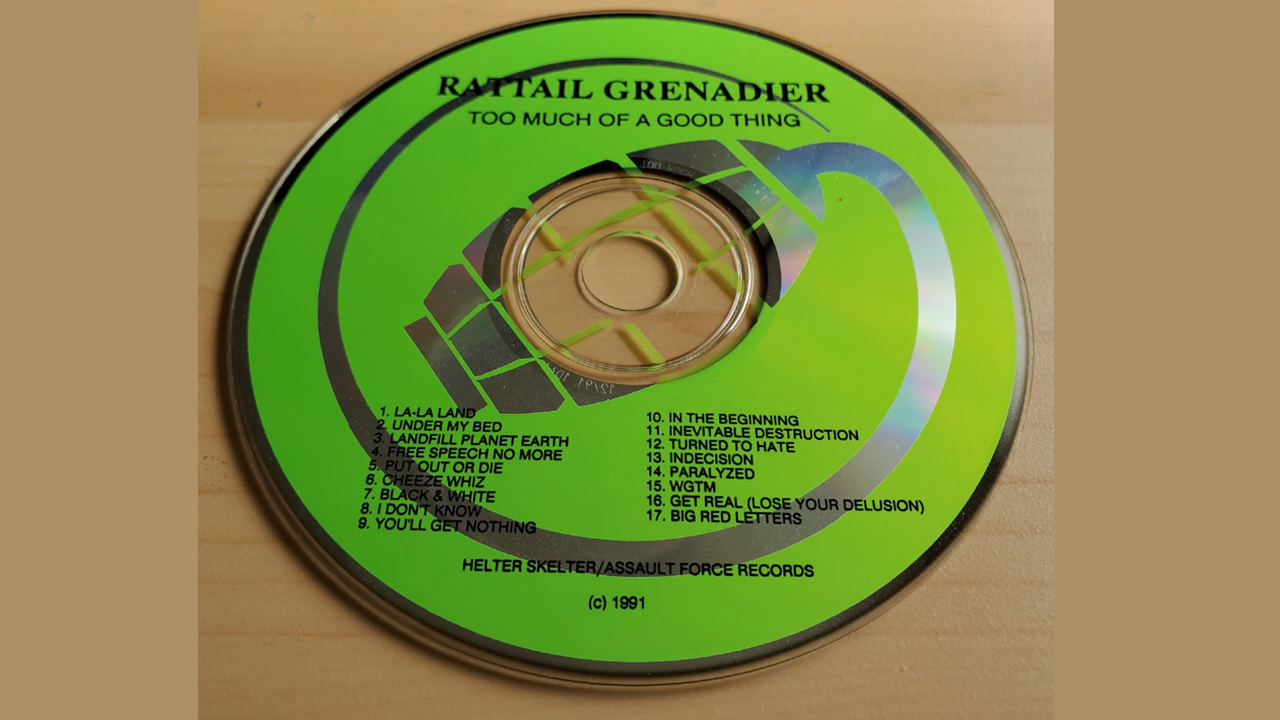 RATTAIL GRENADIER
TOO MUCH OF A GOOD THING
1. LA-LA LAND
2. UNDER MY BED
3. LANDFILL PLANET EARTH
4. FREE SPEECH NO MORE
5. PUT OUT OR DIE
6. CHEEZE WHIZ
7. BLACK & WHITE
8. I DON'T KNOW
9. YOU'LL GET NOTHING
10. IN THE BEGINNING
11. INEVITABLE DESTRUCTION
12. TURNED TO HATE
13. INDECISION
14. PARALYZED
15. WGTM
16. GET REAL (LOSE YOUR DELUSION)
17. BIG RED LETTERS
HELTER SKELTER/ASSAULT FORCE RECORDS
(c) 1991